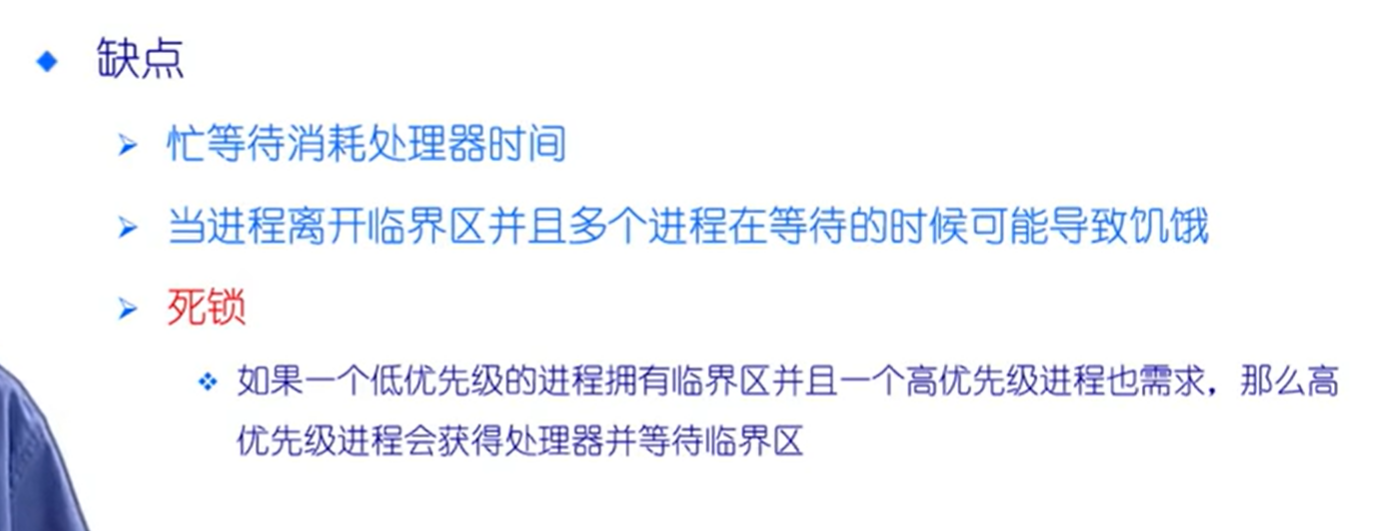 缺点
忙等待消耗处理器时间
当进程离开临界区并且多个进程在等待的时候可能导致饥饿
死锁
如果一个低优先级的进程拥有临界区并且一个高优先级进程也需求，那么高
优先级进程会获得处理器并等待临界区